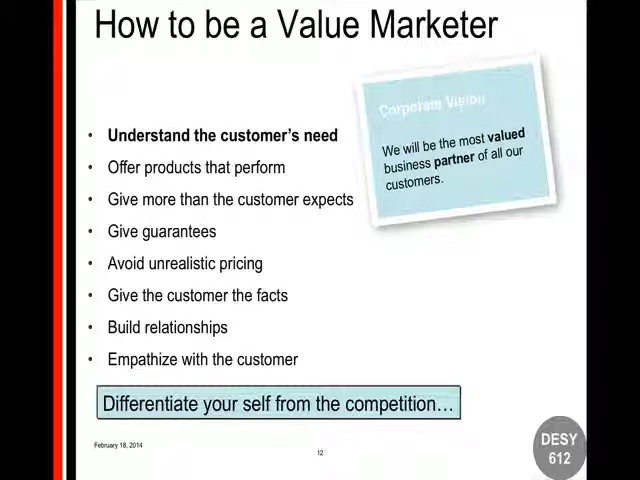 How to be a Value Marketer
Corporate Vision
We will be the most valued
business partner of all our
customers.
• Understand the customer's need
• Offer products that perform
• Give more than the customer expects
• Give guarantees
• Avoid unrealistic pricing
• Give the customer the facts
• Build relationships
• Empathize with the customer
Differentiate your self from the competition…
February 18, 2014
12
DESY
612